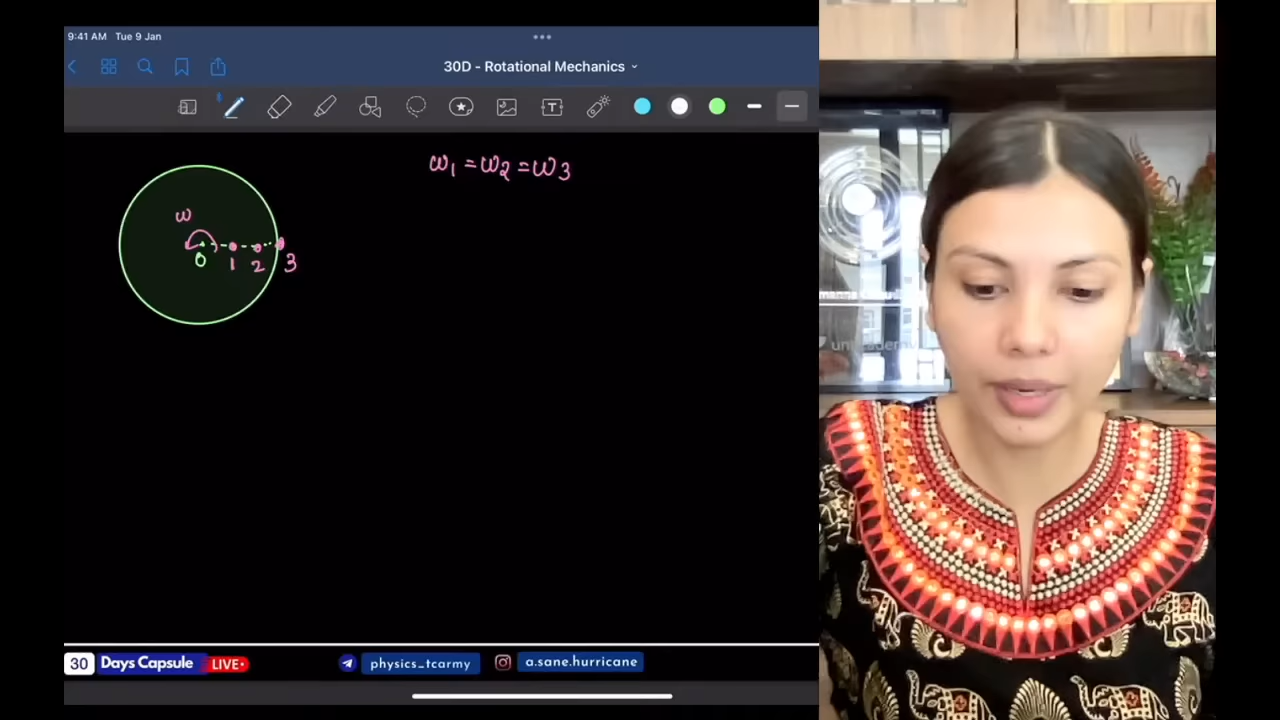 9:41 AM Tue 9 Jan
30D - Rotational Mechanics
ω₁ = ω₂ = ω₃
ω
0 1 2 3
30 Days Capsule LIVE
physics_tcarmy
a.sane.hurricane